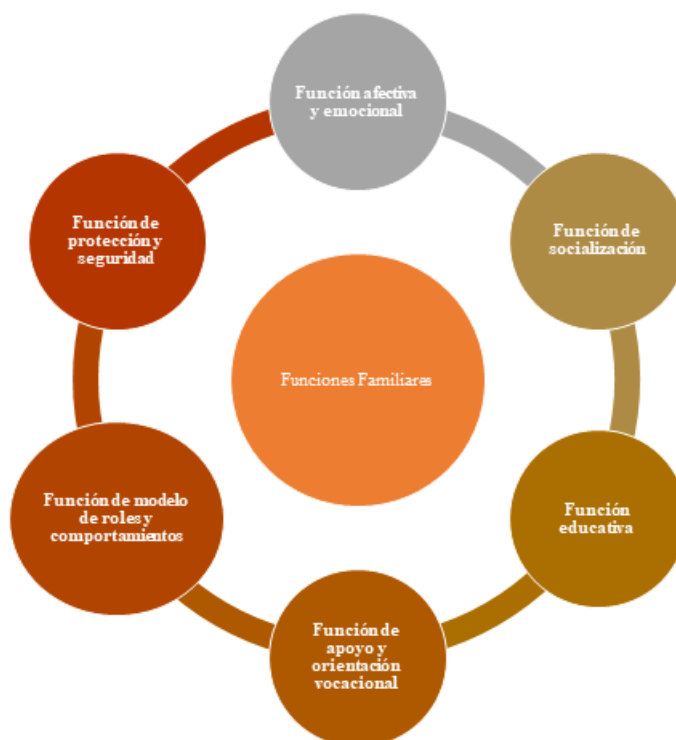 Función afectiva
y emocional
Función de
socialización
Función
educativa
Función de
apoyo y
orientación
vocacional
Función de modelo
de roles y
comportamientos
Función de
protección y
seguridad
Funciones Familiares